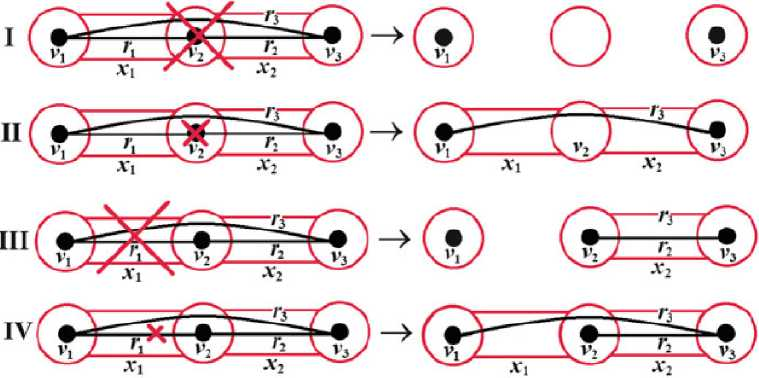 I r3 → v1 r1 v2 r2 v3 v1 v3
x1 x2
II r3 → r3
v1 r1 v2 r2 v3 v1 v2 v3
x1 x2 x1 x2
III r3 → r3
v1 r1 v2 r2 v3 v1 v2 r2 v3
x1 x2 x2
IV r3 → r3
v1 r1 v2 r2 v3 v1 v2 r2 v3
x1 x2 x1 x2